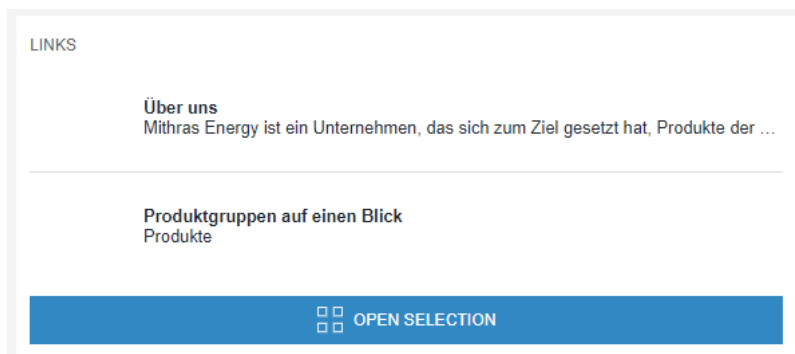 LINKS
Über uns
Mithras Energy ist ein Unternehmen, das sich zum Ziel gesetzt hat, Produkte der ...
Produktgruppen auf einen Blick
Produkte
OPEN SELECTION